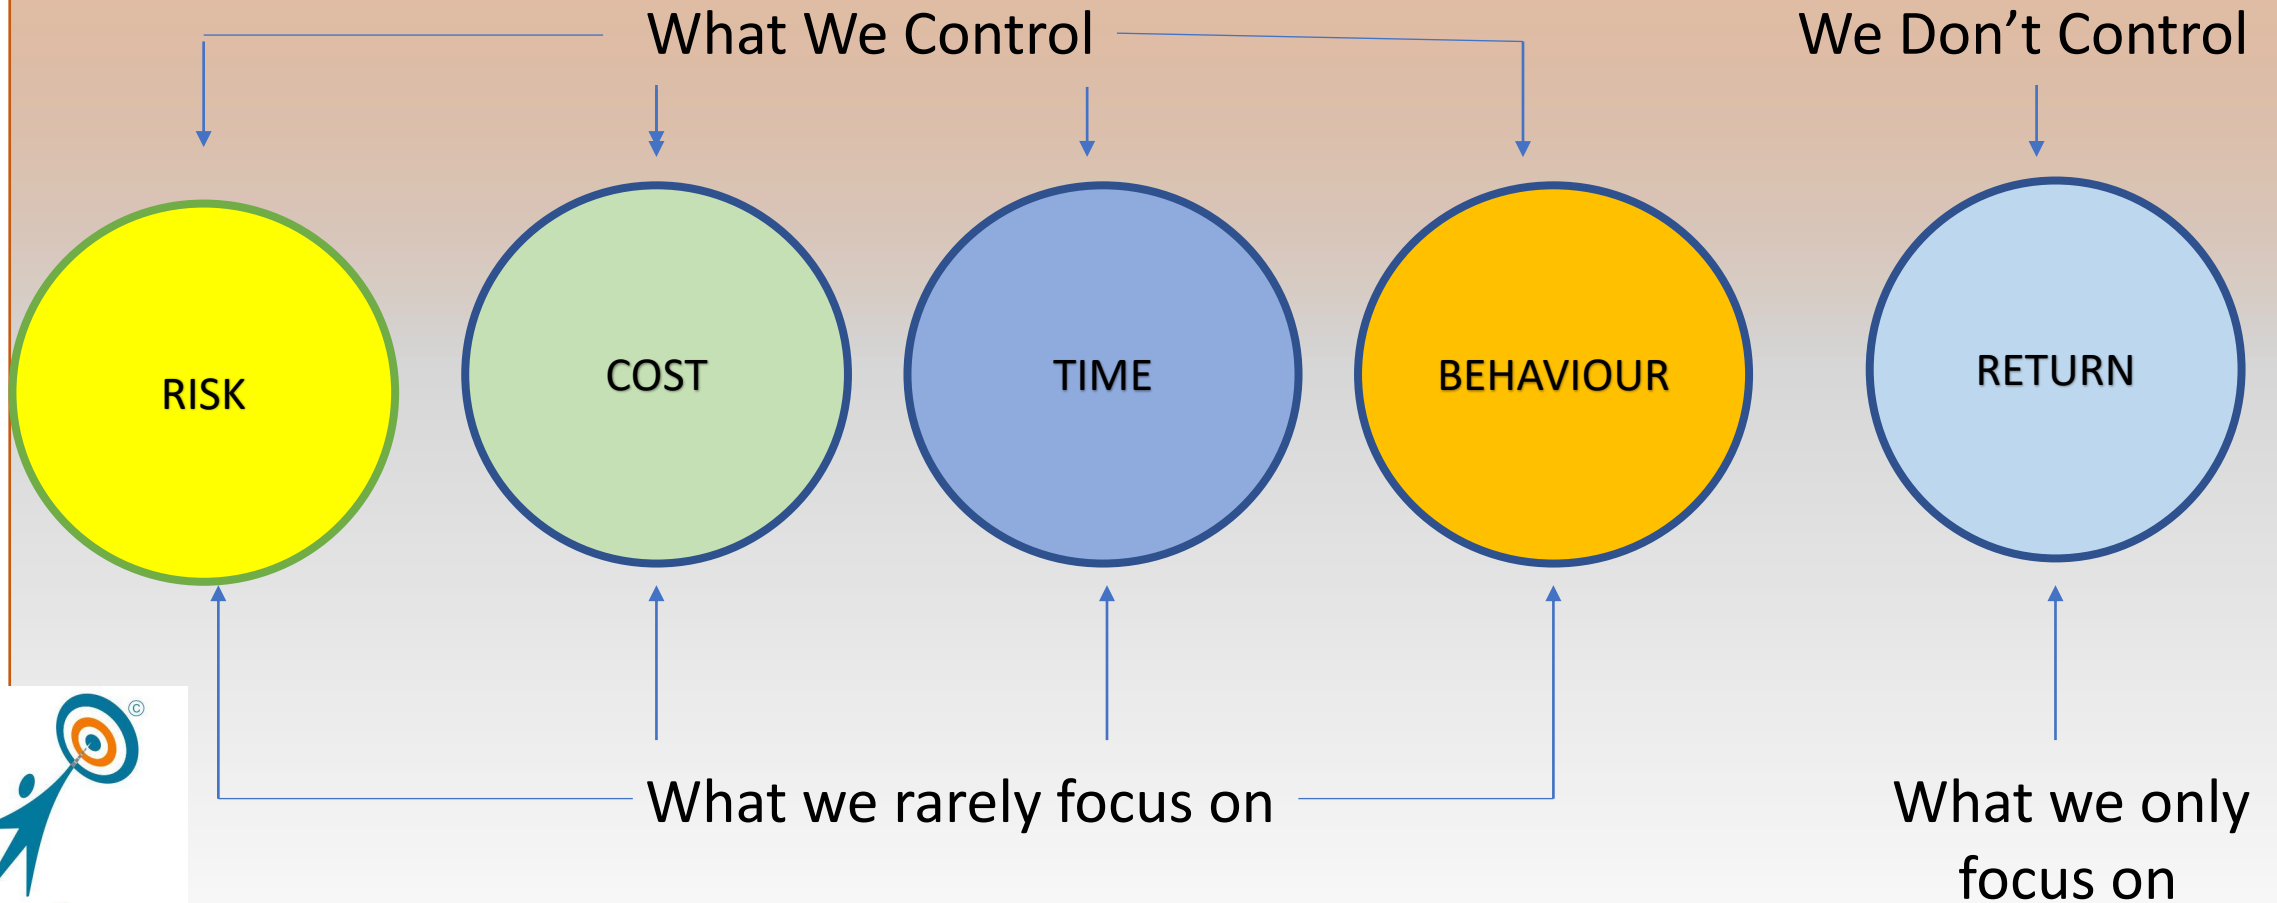 What We Control
We Don’t Control
RISK
COST
TIME
BEHAVIOUR
RETURN
©
What we rarely focus on
What we only
focus on